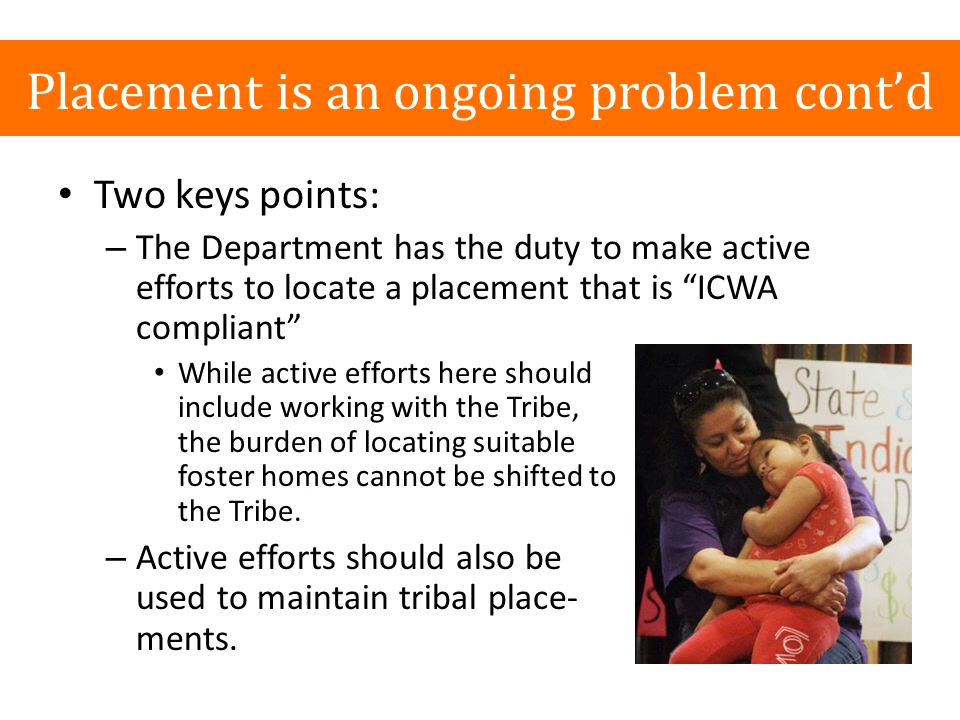 Placement is an ongoing problem cont’d
• Two keys points:
– The Department has the duty to make active
efforts to locate a placement that is “ICWA
compliant”
• While active efforts here should
include working with the Tribe,
the burden of locating suitable
foster homes cannot be shifted to
the Tribe.
– Active efforts should also be
used to maintain tribal place-
ments.
State
India